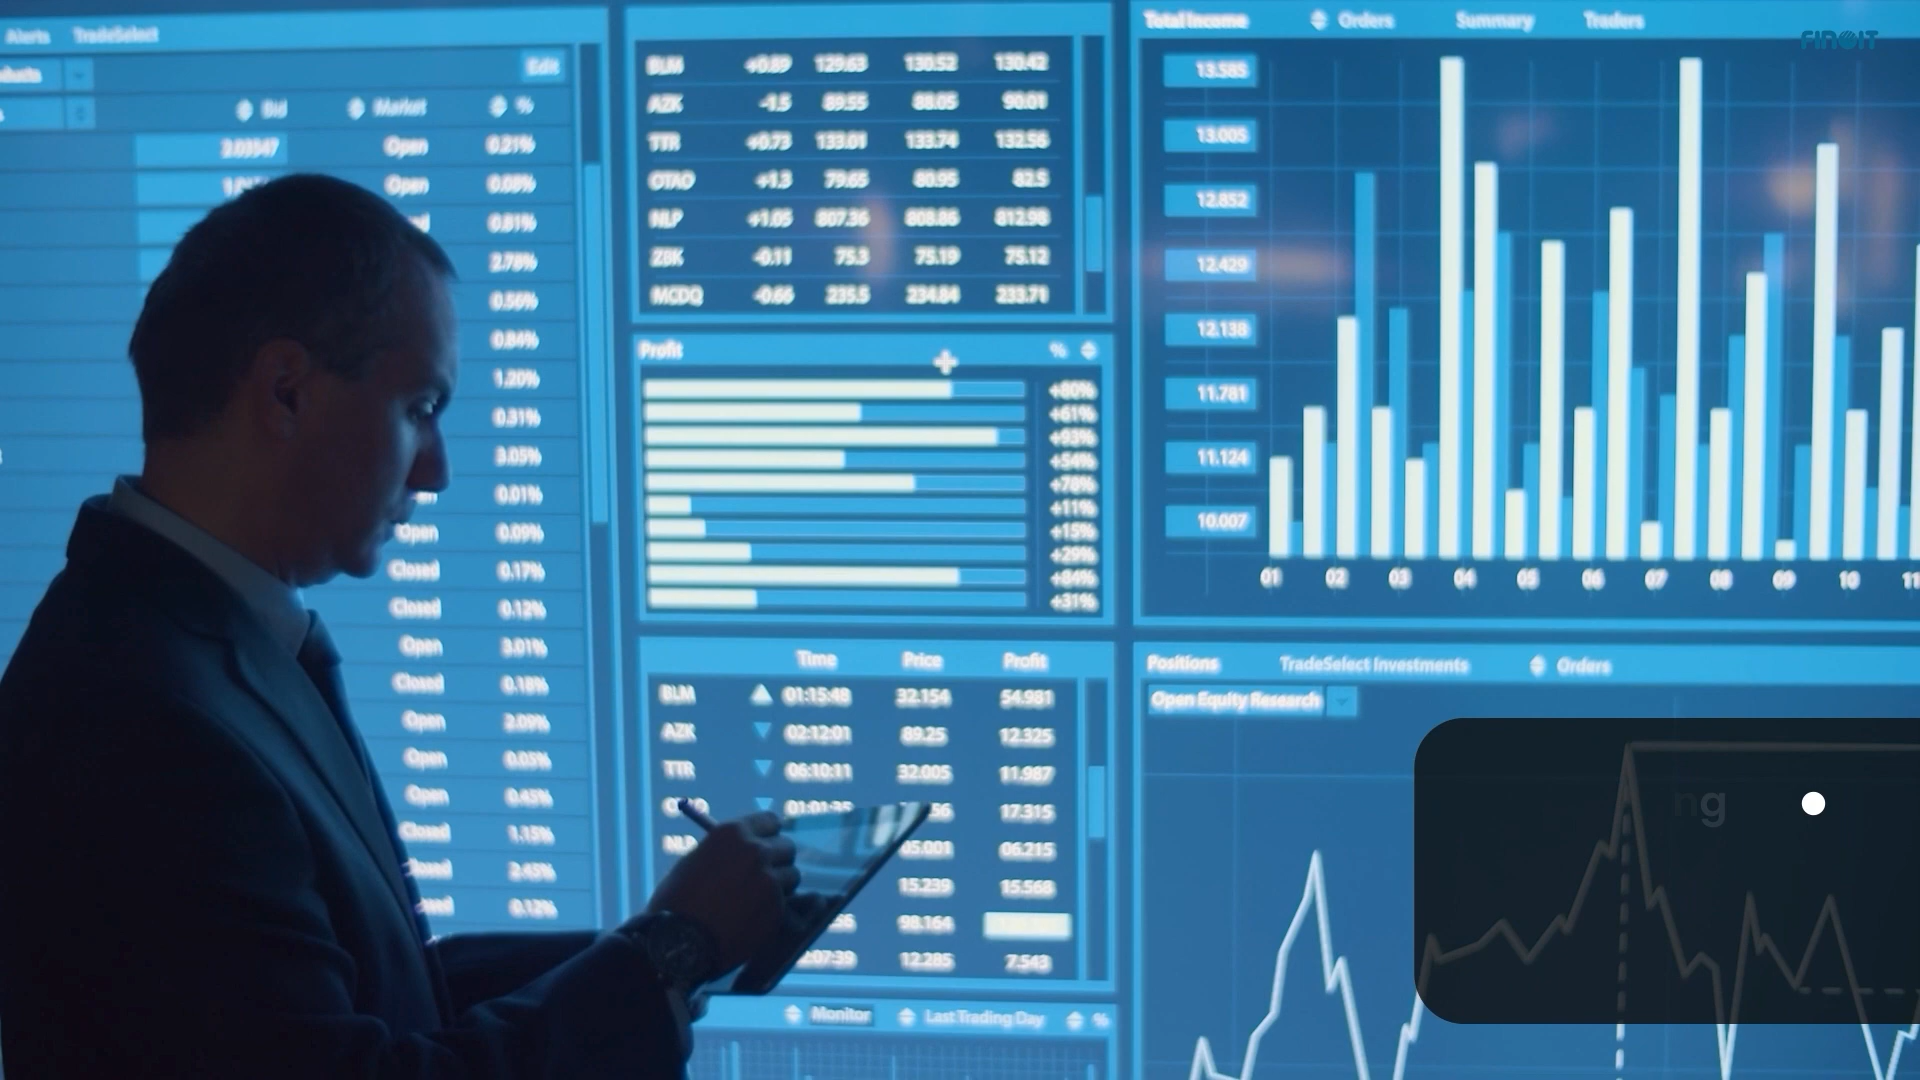 Alerts TradeSelect
Edit
Bid Market %
2.03547 Open 0.21%
Open 0.08%
0.81%
2.78%
0.56%
0.84%
1.20%
0.31%
3.05%
0.01%
Open 0.09%
Closed 0.17%
Closed 0.12%
Open 3.01%
Closed 0.18%
Open 2.09%
Open 0.05%
Open 0.45%
Closed 1.15%
2.45%
0.12%
BLM +0.89 129.63 130.52 130.42
AZK -1.5 89.55 88.05 90.01
TTR +0.73 133.01 133.74 132.56
OTAO +1.3 79.65 80.95 82.5
NLP +1.05 807.36 808.86 812.98
ZBK -0.11 75.3 75.19 75.12
MCDQ -0.66 235.5 234.84 233.71
Profit %
+80%
+61%
+93%
+54%
+78%
+11%
+15%
+29%
+84%
+31%
Time Price Profit
BLM 01:15:48 32.154 54.981
AZK 02:12:01 89.25 12.325
TTR 06:10:11 32.005 11.987
01:01:35 17.315
NLP 06.215
15.239 15.568
98.164
12.285 7.543
Monitor Last Trading Day %
Total Income Orders Summary Traders
FINOIT
13.585
13.005
12.852
12.429
12.138
11.781
11.124
10.007
01 02 03 04 05 06 07 08 09 10 11
Positions TradeSelect Investments Orders
Open Equity Research
ng